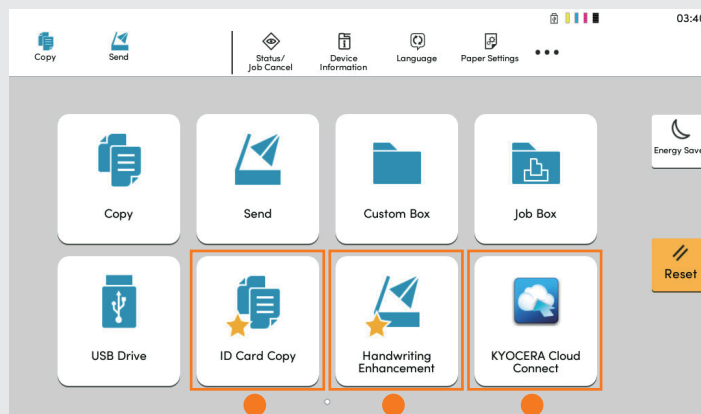 03:40
Copy
Send
Status/
Job Cancel
Device
Information
Language
Paper Settings
Energy Save
Copy
Send
Custom Box
Job Box
Reset
USB Drive
ID Card Copy
Handwriting
Enhancement
KYOCERA Cloud
Connect